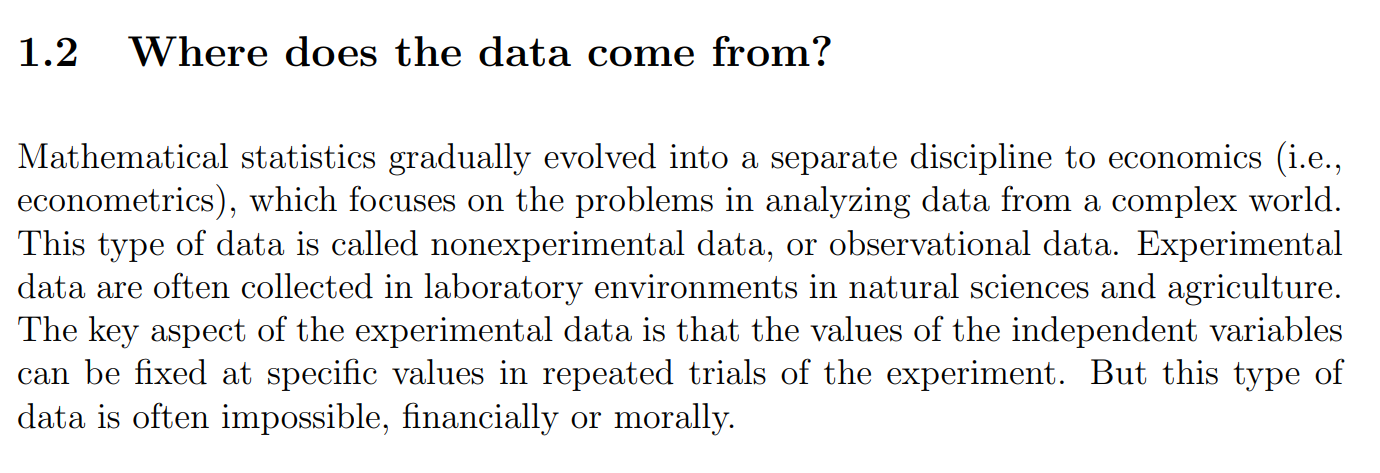 1.2 Where does the data come from?
Mathematical statistics gradually evolved into a separate discipline to economics (i.e.,
econometrics), which focuses on the problems in analyzing data from a complex world.
This type of data is called nonexperimental data, or observational data. Experimental
data are often collected in laboratory environments in natural sciences and agriculture.
The key aspect of the experimental data is that the values of the independent variables
can be fixed at specific values in repeated trials of the experiment. But this type of
data is often impossible, financially or morally.